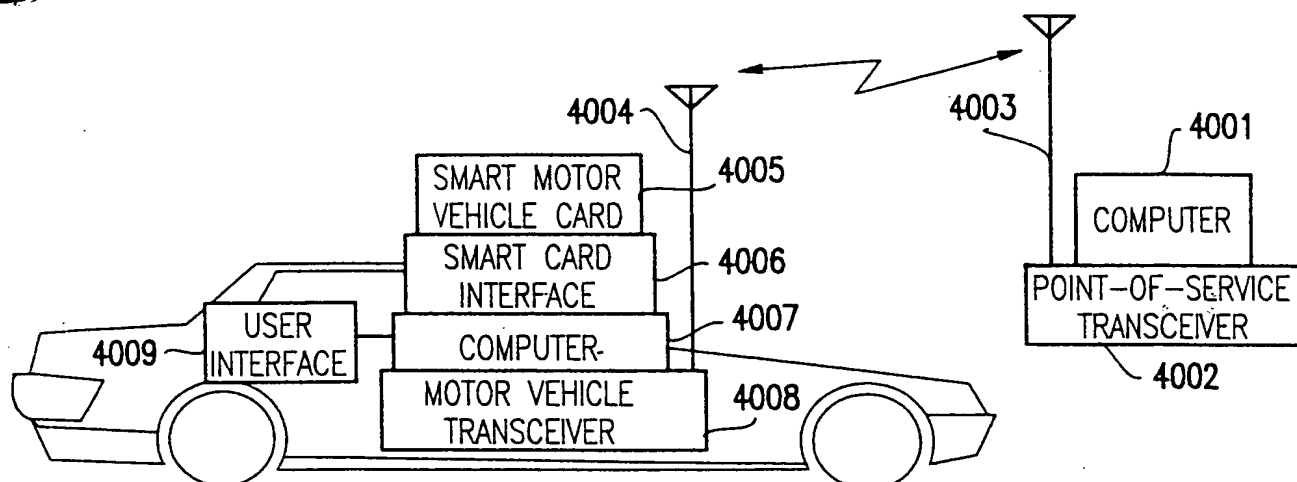 4004
4003
4001
SMART MOTOR
VEHICLE CARD
4005
COMPUTER
SMART CARD
INTERFACE
4006
POINT-OF-SERVICE
TRANSCEIVER
4002
USER
INTERFACE
4009
COMPUTER-
4007
MOTOR VEHICLE
TRANSCEIVER
4008